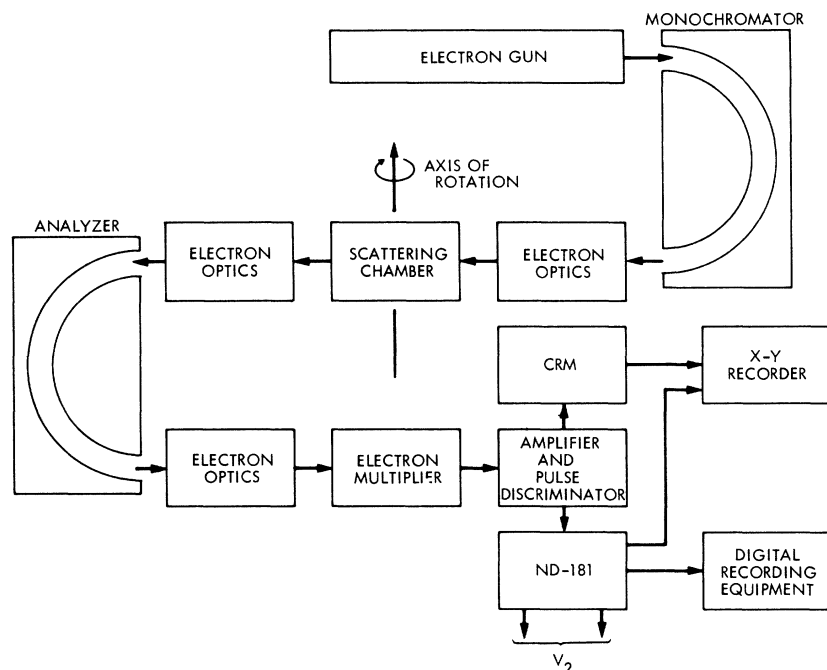 MONOCHROMATOR
ELECTRON GUN
AXIS OF
ROTATION
ANALYZER
ELECTRON
OPTICS
SCATTERING
CHAMBER
ELECTRON
OPTICS
CRM
X-Y
RECORDER
ELECTRON
OPTICS
ELECTRON
MULTIPLIER
AMPLIFIER
AND
PULSE
DISCRIMINATOR
ND-181
DIGITAL
RECORDING
EQUIPMENT
V2